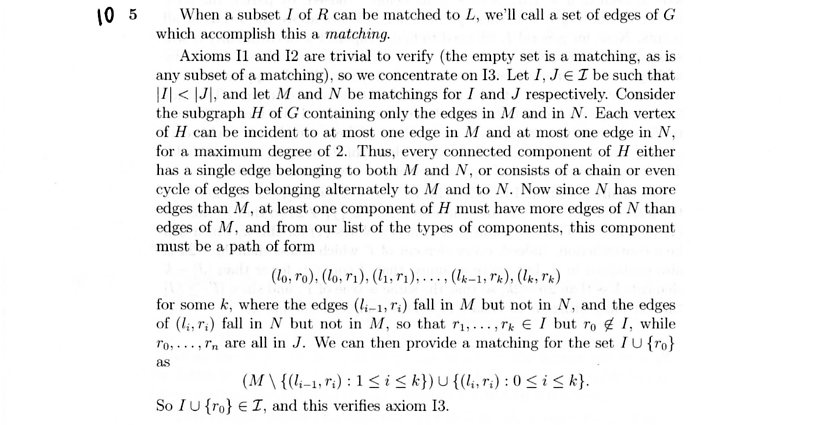 10 5 When a subset I of R can be matched to L, we'll call a set of edges of G
which accomplish this a matching.
Axioms I1 and I2 are trivial to verify (the empty set is a matching, as is
any subset of a matching), so we concentrate on I3. Let I, J ∈ 𝓘 be such that
|I| < |J|, and let M and N be matchings for I and J respectively. Consider
the subgraph H of G containing only the edges in M and in N. Each vertex
of H can be incident to at most one edge in M and at most one edge in N,
for a maximum degree of 2. Thus, every connected component of H either
has a single edge belonging to both M and N, or consists of a chain or even
cycle of edges belonging alternately to M and to N. Now since N has more
edges than M, at least one component of H must have more edges of N than
edges of M, and from our list of the types of components, this component
must be a path of form
(l₀, r₀), (l₀, r₁), (l₁, r₁), . . . , (lₖ₋₁, rₖ), (lₖ, rₖ)
for some k, where the edges (lᵢ₋₁, rᵢ) fall in M but not in N, and the edges
of (lᵢ, rᵢ) fall in N but not in M, so that r₁, . . . , rₖ ∈ I but r₀ ∉ I, while
r₀, . . . , rₙ are all in J. We can then provide a matching for the set I ∪ {r₀}
as
(M \ {(lᵢ₋₁, rᵢ) : 1 ≤ i ≤ k}) ∪ {(lᵢ, rᵢ) : 0 ≤ i ≤ k}.
So I ∪ {r₀} ∈ 𝓘, and this verifies axiom I3.